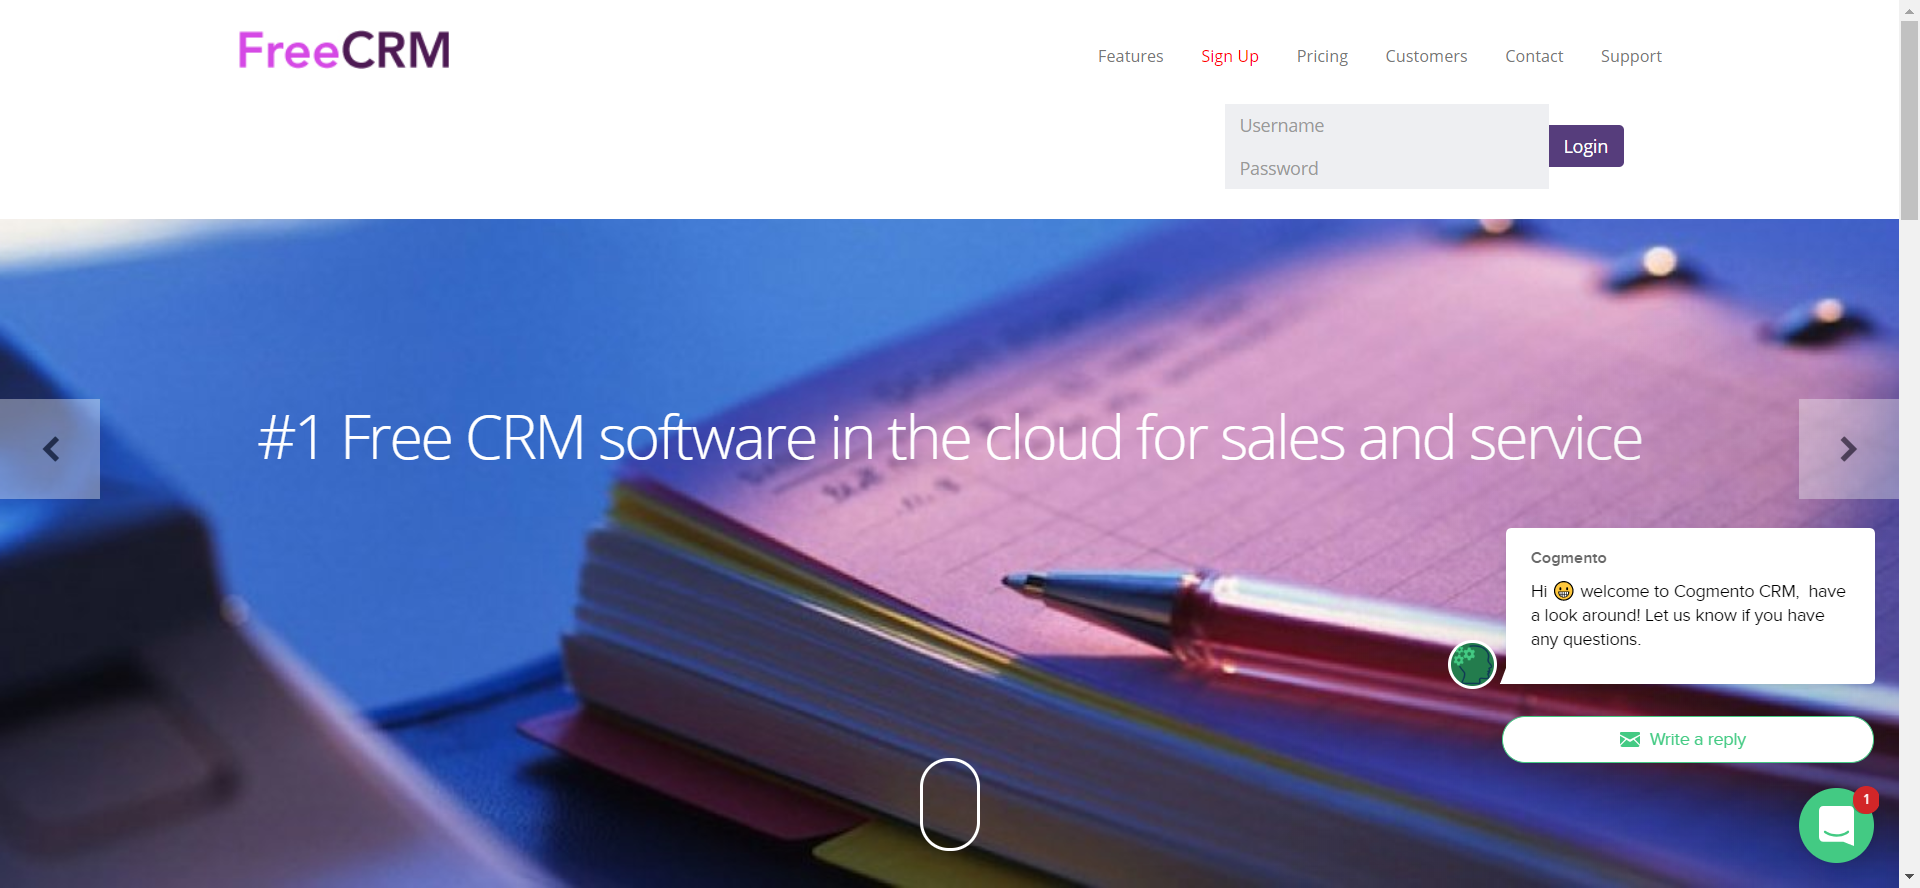 FreeCRM
Features Sign Up Pricing Customers Contact Support
Username
Password
Login
#1 Free CRM software in the cloud for sales and service
Cogmento
Hi 😀 welcome to Cogmento CRM, have
a look around! Let us know if you have
any questions.
Write a reply
1